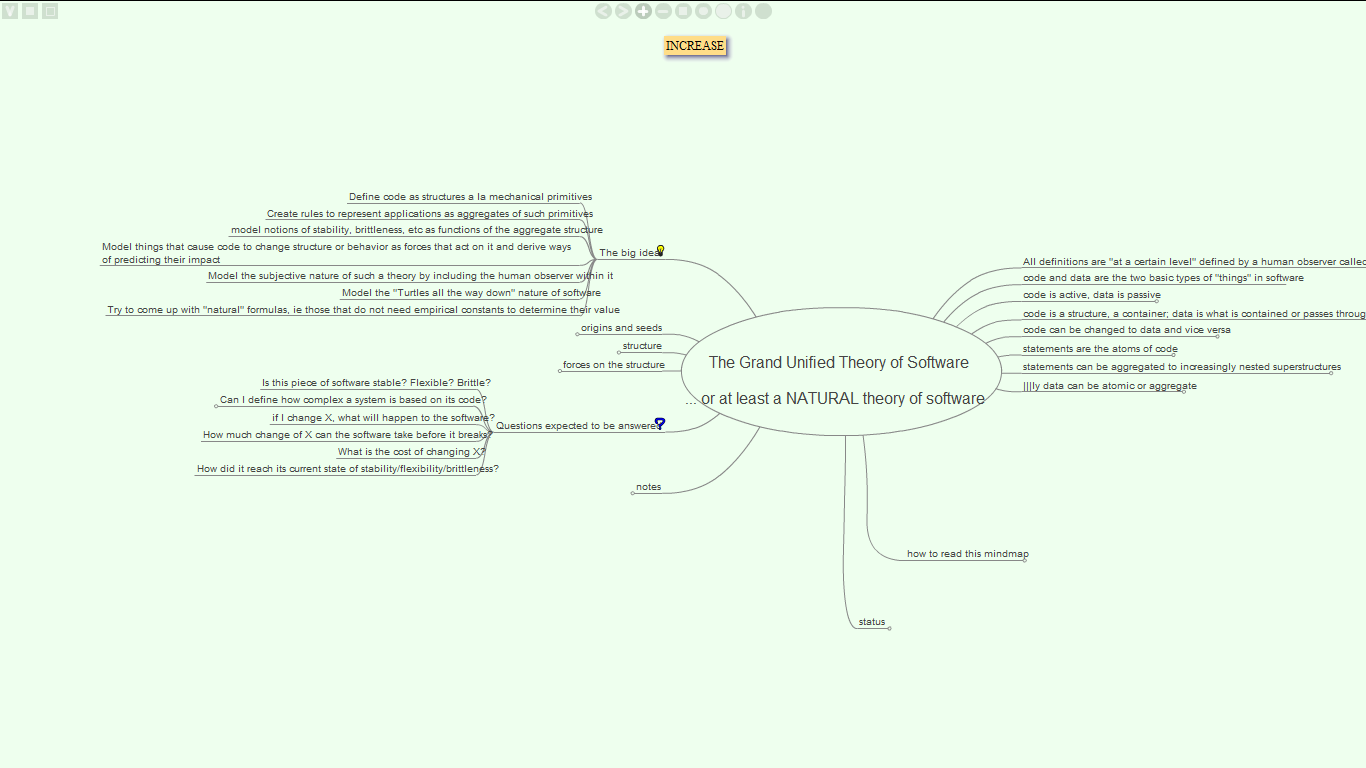 INCREASE
Define code as structures a la mechanical primitives
Create rules to represent applications as aggregates of such primitives
model notions of stability, brittleness, etc as functions of the aggregate structure
Model things that cause code to change structure or behavior as forces that act on it and derive ways
of predicting their impact
Model the subjective nature of such a theory by including the human observer within it
Model the "Turtles all the way down" nature of software
Try to come up with "natural" formulas, ie those that do not need empirical constants to determine their value
The big idea
origins and seeds
structure
forces on the structure
Is this piece of software stable? Flexible? Brittle?
Can I define how complex a system is based on its code?
if I change X, what will happen to the software?
How much change of X can the software take before it breaks
What is the cost of changing X?
How did it reach its current state of stability/flexibility/brittleness?
Questions expected to be answered
notes
The Grand Unified Theory of Software
... or at least a NATURAL theory of software
All definitions are "at a certain level" defined by a human observer called
code and data are the two basic types of "things" in software
code is active, data is passive
code is a structure, a container; data is what is contained or passes throug
code can be changed to data and vice versa
statements are the atoms of code
statements can be aggregated to increasingly nested superstructures
|||ly data can be atomic or aggregate
how to read this mindmap
status